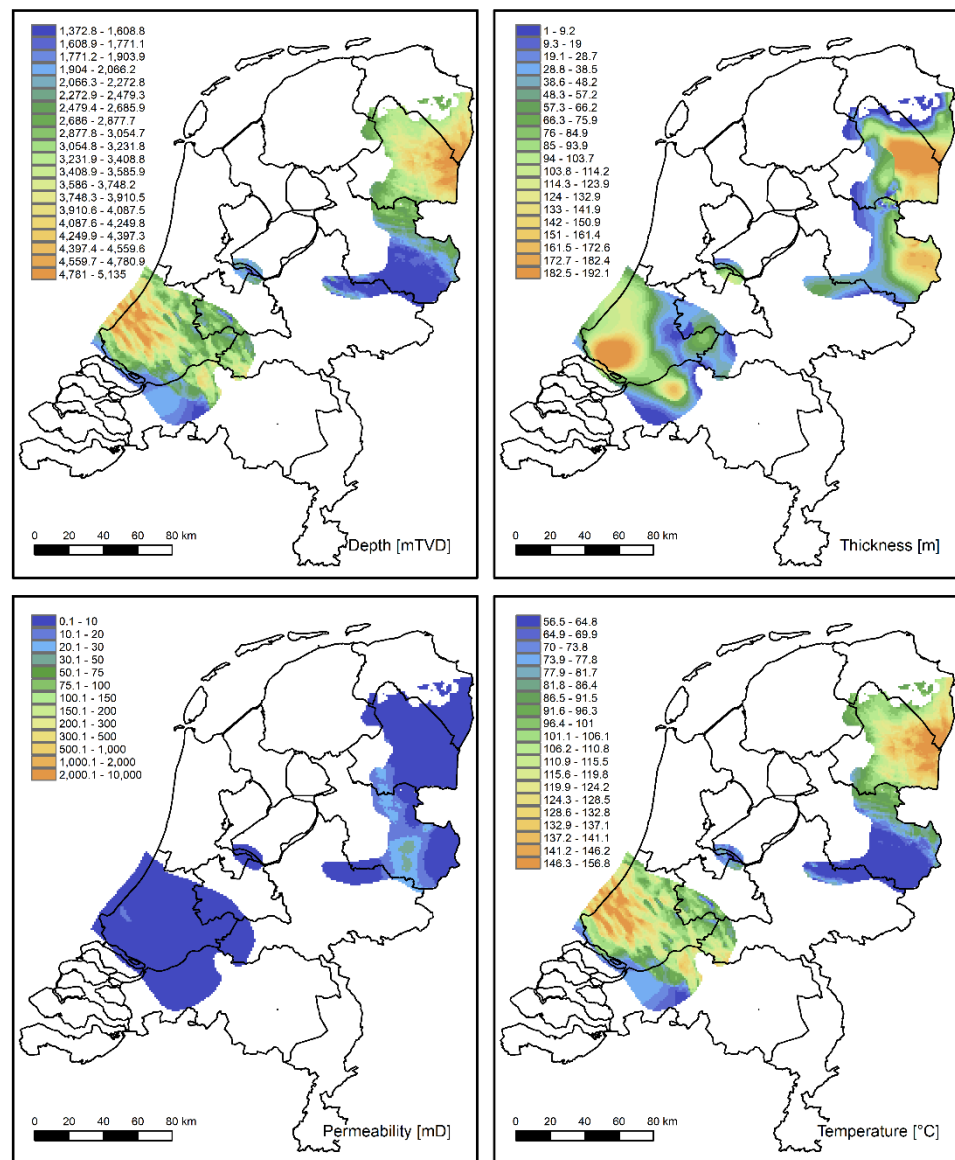 1,372.8 - 1,608.8
1,608.9 - 1,771.1
1,771.2 - 1,903.9
1,904 - 2,066.2
2,066.3 - 2,272.8
2,272.9 - 2,479.3
2,479.4 - 2,685.9
2,686 - 2,877.7
2,877.8 - 3,054.7
3,054.8 - 3,231.8
3,231.9 - 3,408.8
3,408.9 - 3,585.9
3,586 - 3,748.2
3,748.3 - 3,910.5
3,910.6 - 4,087.5
4,087.6 - 4,249.8
4,249.9 - 4,397.3
4,397.4 - 4,559.6
4,559.7 - 4,780.9
4,781 - 5,135
0 20 40 60 80 km
Depth [mTVD]
1 - 9.2
9.3 - 19
19.1 - 28.7
28.8 - 38.5
38.6 - 48.2
48.3 - 57.2
57.3 - 66.2
66.3 - 75.9
76 - 84.9
85 - 93.9
94 - 103.7
103.8 - 114.2
114.3 - 123.9
124 - 132.9
133 - 141.9
142 - 150.9
151 - 161.4
161.5 - 172.6
172.7 - 182.4
182.5 - 192.1
0 20 40 60 80 km
Thickness [m]
0.1 - 10
10.1 - 20
20.1 - 30
30.1 - 50
50.1 - 75
75.1 - 100
100.1 - 150
150.1 - 200
200.1 - 300
300.1 - 500
500.1 - 1,000
1,000.1 - 2,000
2,000.1 - 10,000
0 20 40 60 80 km
Permeability [mD]
56.5 - 64.8
64.9 - 69.9
70 - 73.8
73.9 - 77.8
77.9 - 81.7
81.8 - 86.4
86.5 - 91.5
91.6 - 96.3
96.4 - 101
101.1 - 106.1
106.2 - 110.8
110.9 - 115.5
115.6 - 119.8
119.9 - 124.2
124.3 - 128.5
128.6 - 132.8
132.9 - 137.1
137.2 - 141.1
141.2 - 146.2
146.3 - 156.8
0 20 40 60 80 km
Temperature [°C]